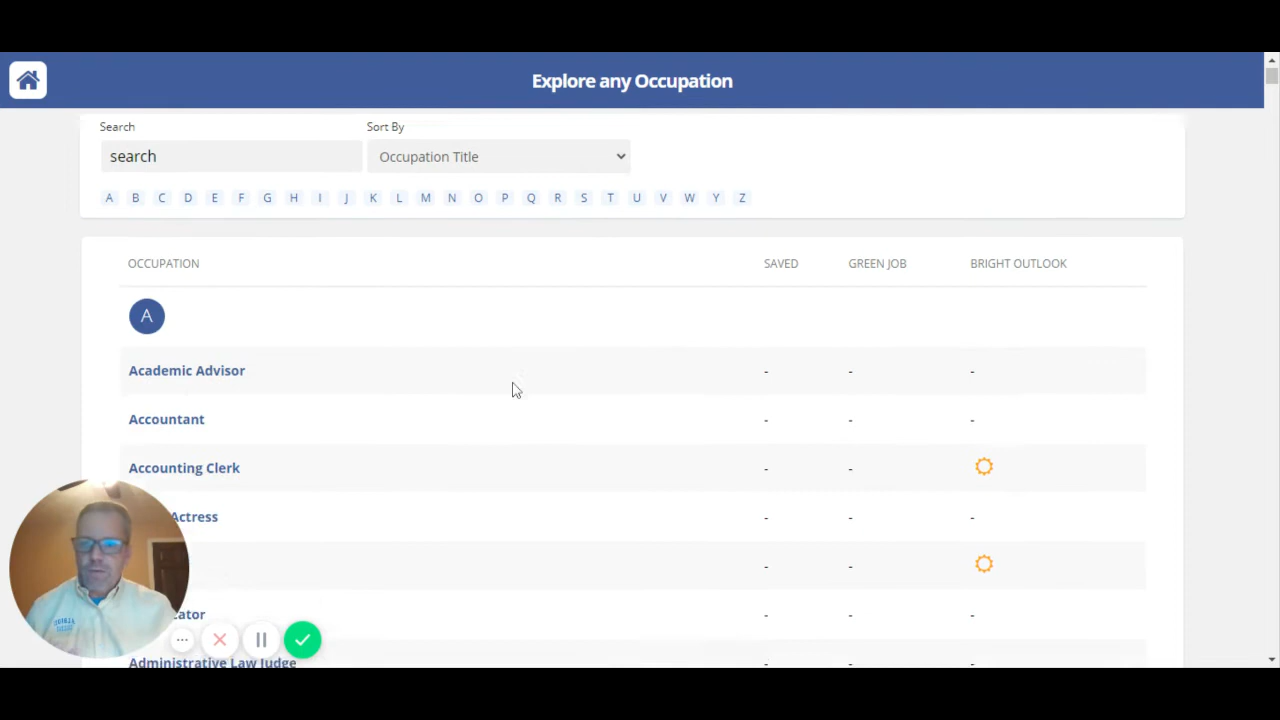 Explore any Occupation
Search
Sort By
search
Occupation Title
A B C D E F G H I J K L M N O P Q R S T U V W Y Z
OCCUPATION SAVED GREEN JOB BRIGHT OUTLOOK
A
Academic Advisor - - -
Accountant - - -
Accounting Clerk - -
Actress - - -
- -
- - -
Administrative Law Judge - - -